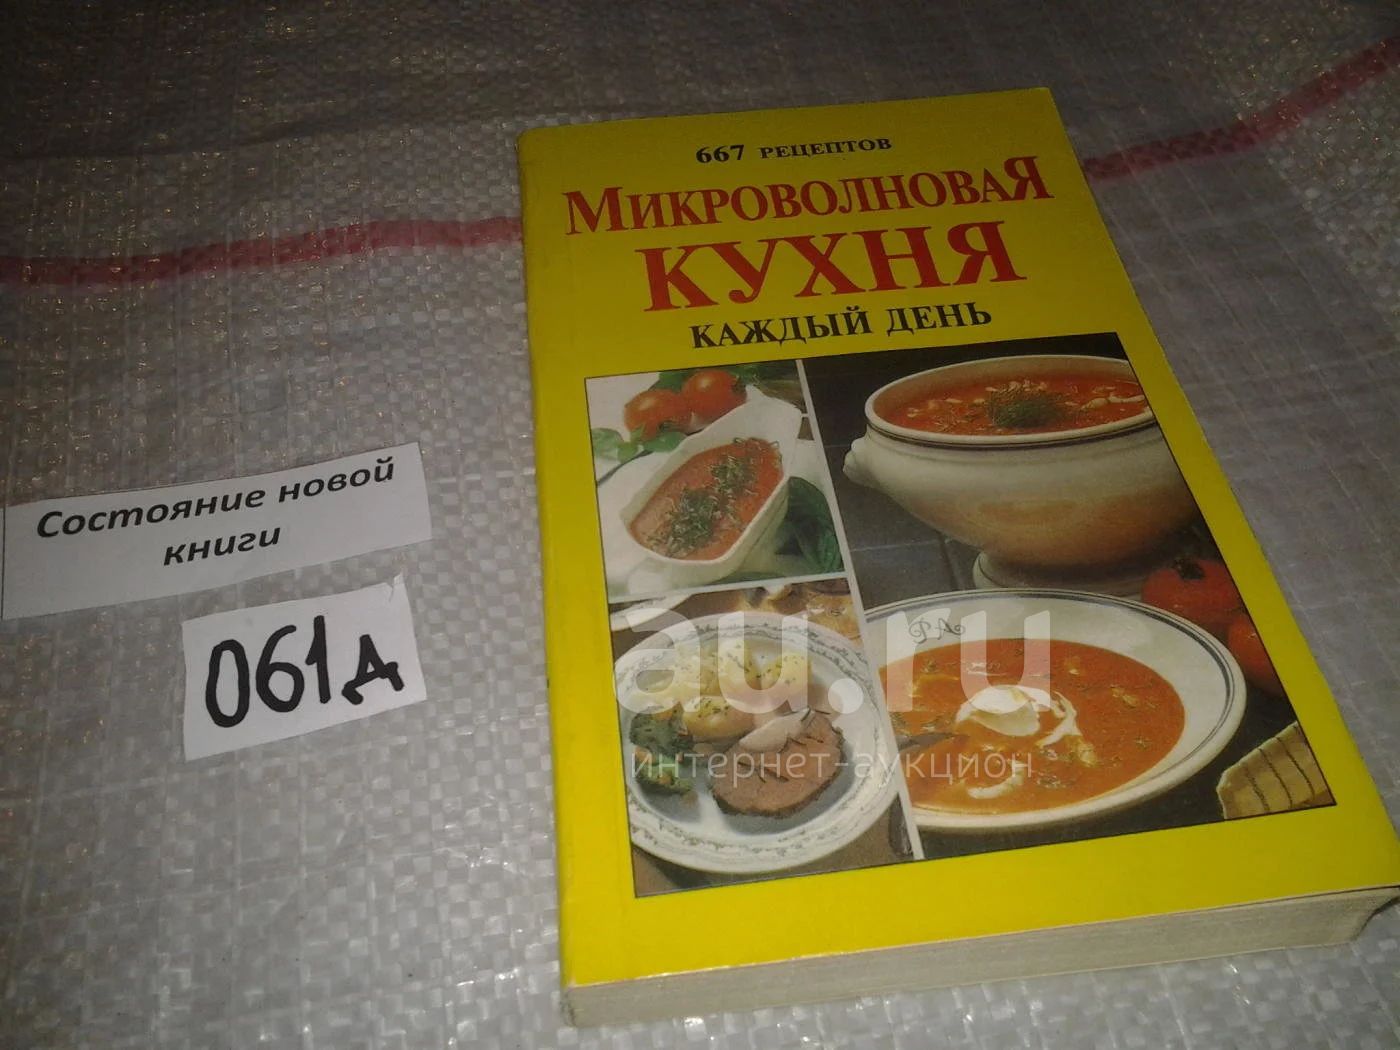 667 РЕЦЕПТОВ
МИКРОВОЛНОВАЯ
КУХНЯ
КАЖДЫЙ ДЕНЬ
Состояние новой
книги
061д
au.ru
интернет-аукцион